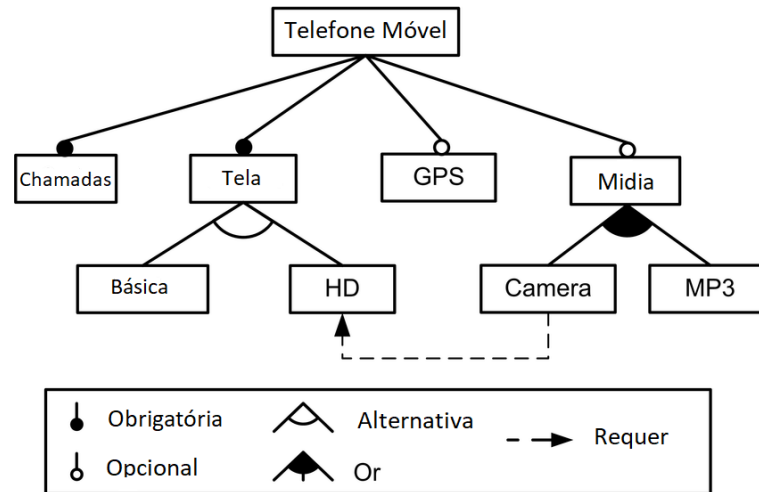 Telefone Móvel
Chamadas
Tela
GPS
Midia
Básica
HD
Camera
MP3
Obrigatória
Alternativa
Requer
Opcional
Or